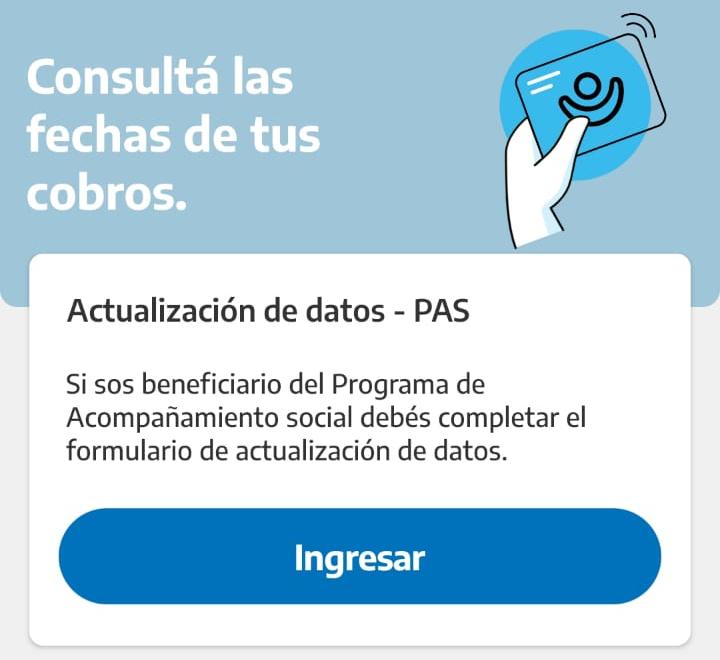 Consultá las
fechas de tus
cobros.
Actualización de datos - PAS
Si sos beneficiario del Programa de
Acompañamiento social debés completar el
formulario de actualización de datos.
Ingresar